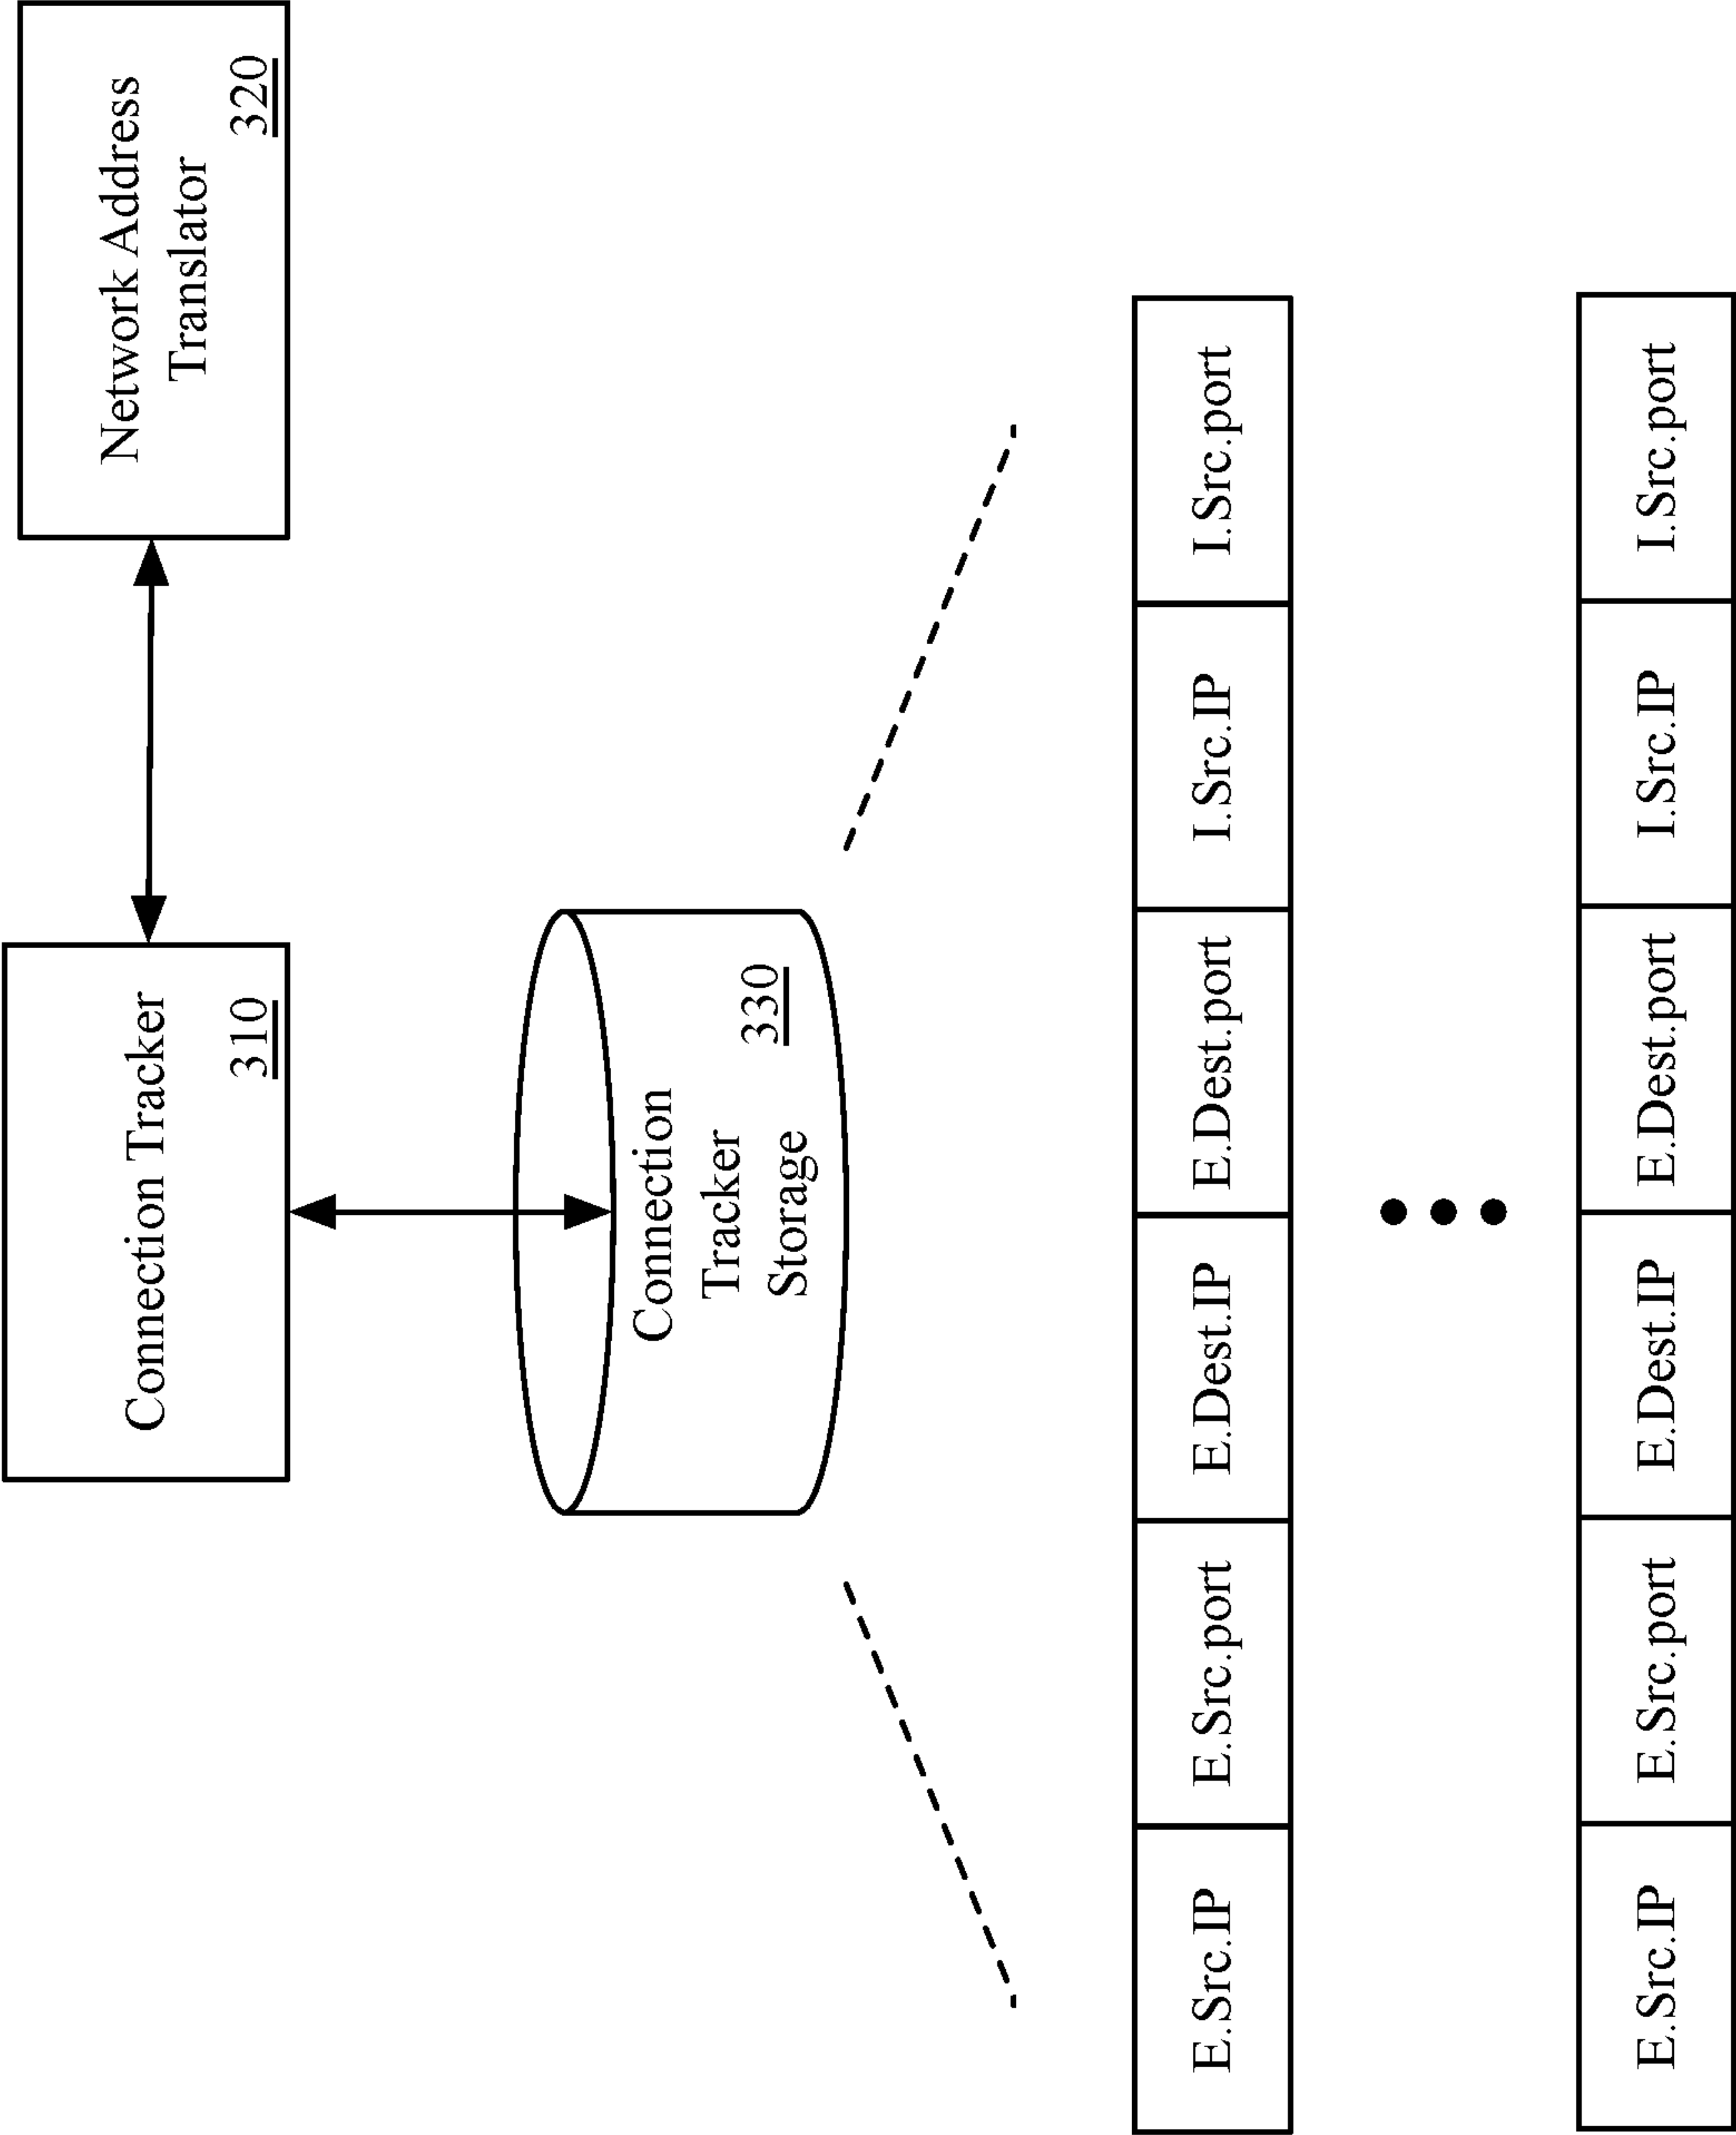 Connection Tracker
310
Network Address
Translator
320
Connection
Tracker
Storage
330
E.Src.IP
E.Src.port
E.Dest.IP
E.Dest.port
I.Src.IP
I.Src.port
E.Src.IP
E.Src.port
E.Dest.IP
E.Dest.port
I.Src.IP
I.Src.port